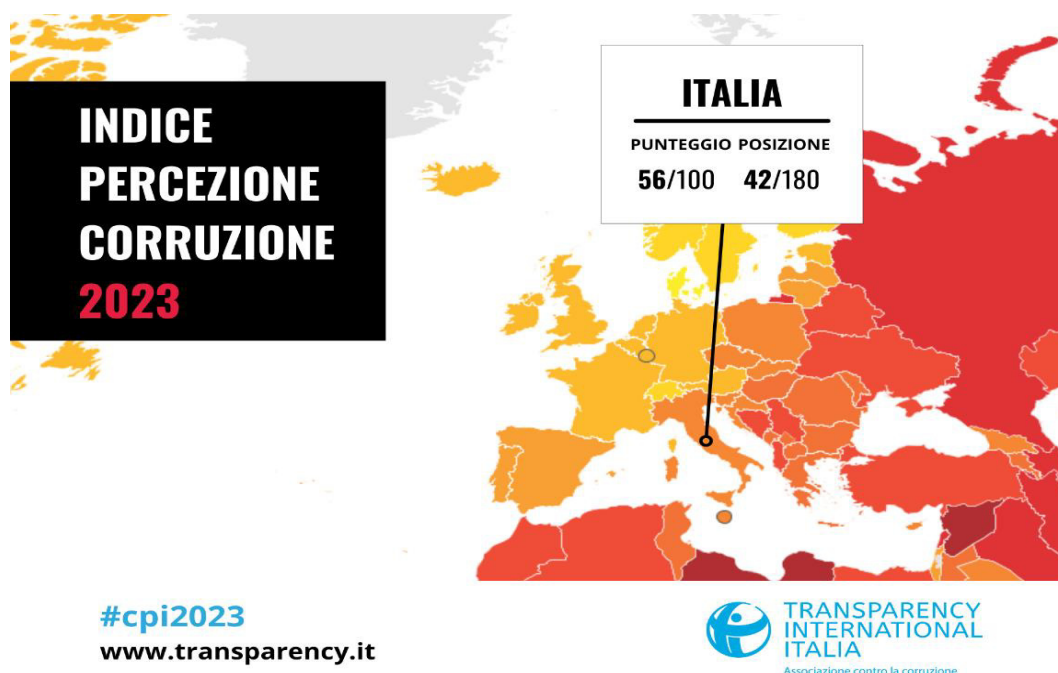 INDICE
PERCEZIONE
CORRUZIONE
2023
ITALIA
PUNTEGGIO POSIZIONE
56/100 42/180
#cpi2023
www.transparency.it
TRANSPARENCY
INTERNATIONAL
ITALIA
Associazione contro la corruzione